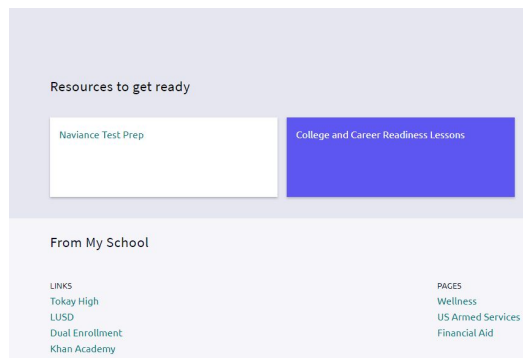 Resources to get ready
Naviance Test Prep
College and Career Readiness Lessons
From My School
LINKS
Tokay High
LUSD
Dual Enrollment
Khan Academy
PAGES
Wellness
US Armed Services
Financial Aid